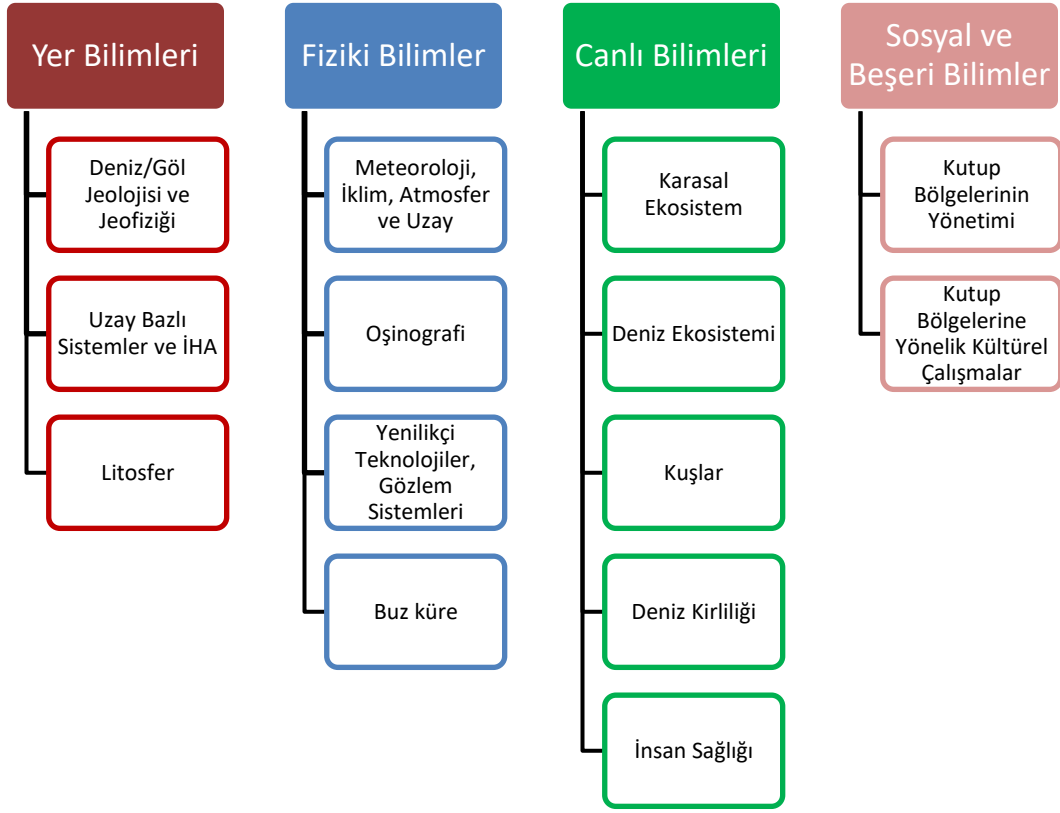 Yer Bilimleri
Deniz/Göl
Jeolojisi ve
Jeofiziği
Uzay Bazlı
Sistemler ve İHA
Litosfer
Fiziki Bilimler
Meteoroloji,
İklim, Atmosfer
ve Uzay
Oşinografi
Yenilikçi
Teknolojiler,
Gözlem
Sistemleri
Buz küre
Canlı Bilimleri
Karasal
Ekosistem
Deniz Ekosistemi
Kuşlar
Deniz Kirliliği
İnsan Sağlığı
Sosyal ve
Beşeri Bilimler
Kutup
Bölgelerinin
Yönetimi
Kutup
Bölgelerine
Yönelik Kültürel
Çalışmalar